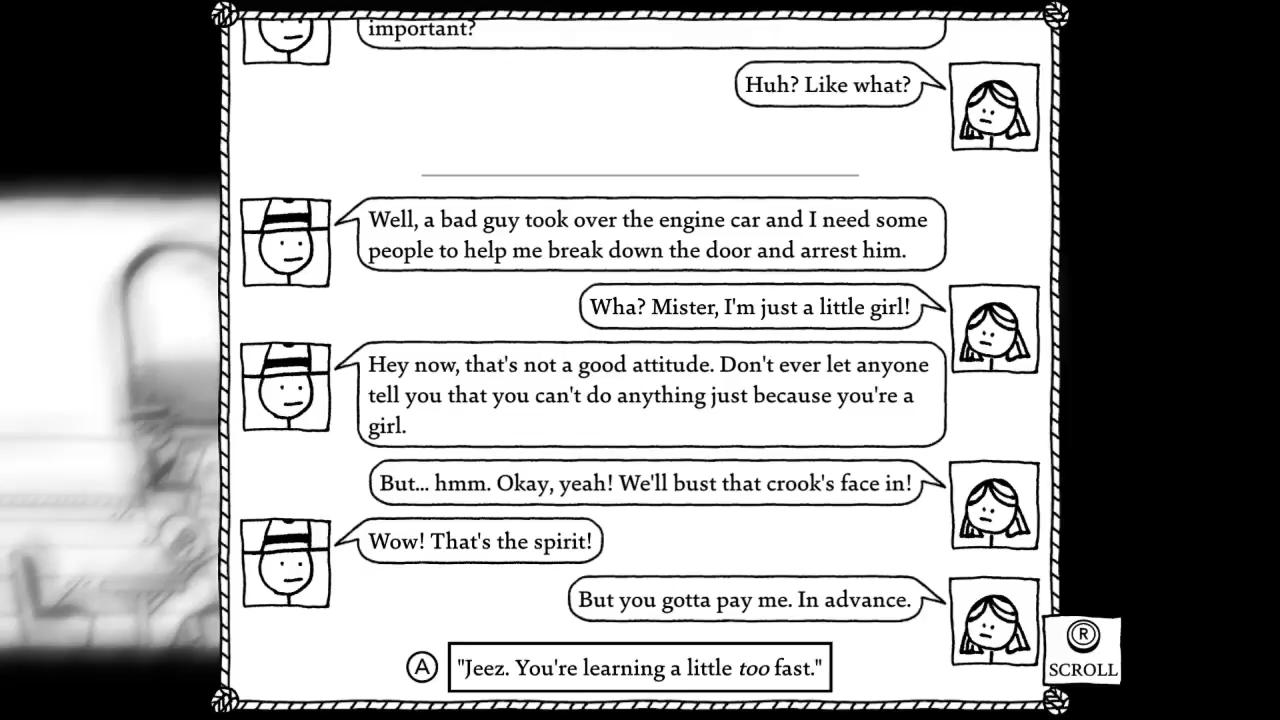 important?
Huh? Like what?
Well, a bad guy took over the engine car and I need some
people to help me break down the door and arrest him.
Wha? Mister, I'm just a little girl!
Hey now, that's not a good attitude. Don't ever let anyone
tell you that you can't do anything just because you're a
girl.
But... hmm. Okay, yeah! We'll bust that crook's face in!
Wow! That's the spirit!
But you gotta pay me. In advance.
A "Jeez. You're learning a little too fast."
R
SCROLL